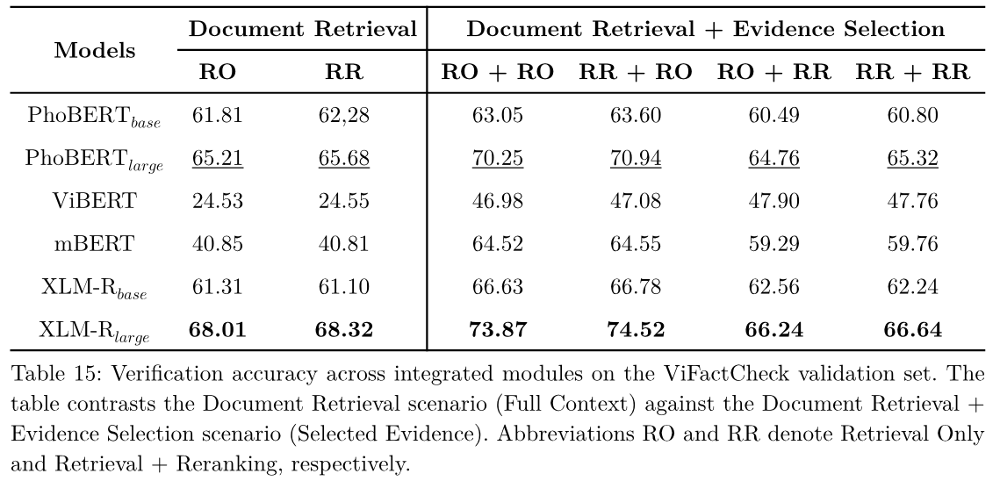 Models Document Retrieval Document Retrieval + Evidence Selection
RO RR RO + RO RR + RO RO + RR RR + RR
PhoBERTbase 61.81 62,28 63.05 63.60 60.49 60.80
PhoBERTlarge 65.21 65.68 70.25 70.94 64.76 65.32
ViBERT 24.53 24.55 46.98 47.08 47.90 47.76
mBERT 40.85 40.81 64.52 64.55 59.29 59.76
XLM-Rbase 61.31 61.10 66.63 66.78 62.56 62.24
XLM-Rlarge 68.01 68.32 73.87 74.52 66.24 66.64
Table 15: Verification accuracy across integrated modules on the ViFactCheck validation set. The
table contrasts the Document Retrieval scenario (Full Context) against the Document Retrieval +
Evidence Selection scenario (Selected Evidence). Abbreviations RO and RR denote Retrieval Only
and Retrieval + Reranking, respectively.